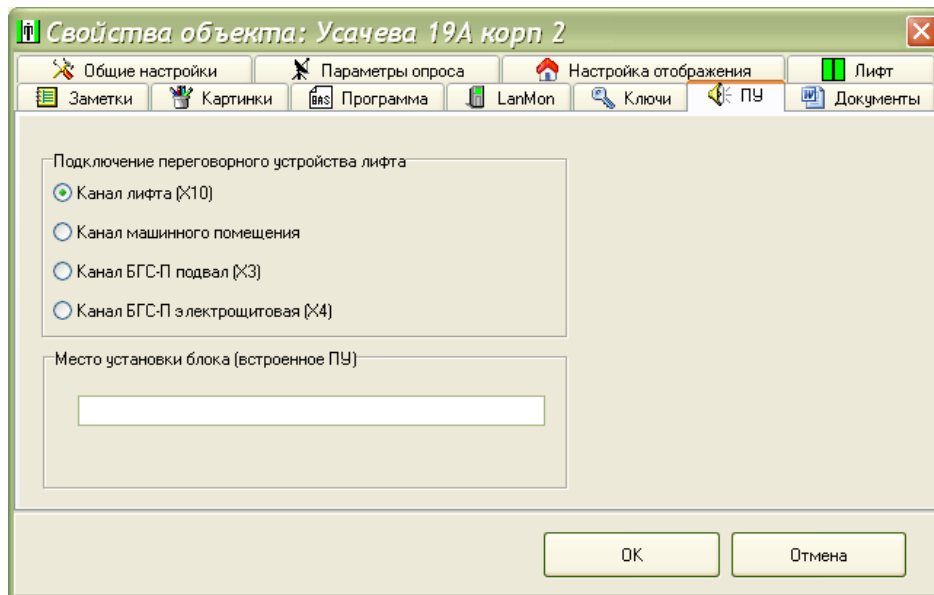 Свойства объекта: Усачева 19А корп 2
Общие настройки Параметры опроса Настройка отображения Лифт
Заметки Картинки BAS Программа LanMon Ключи ПУ Документы
Подключение переговорного устройства лифта
Канал лифта (X10)
Канал машинного помещения
Канал БГС-П подвал (X3)
Канал БГС-П электрощитовая (X4)
Место установки блока (встроенное ПУ)
OK Отмена